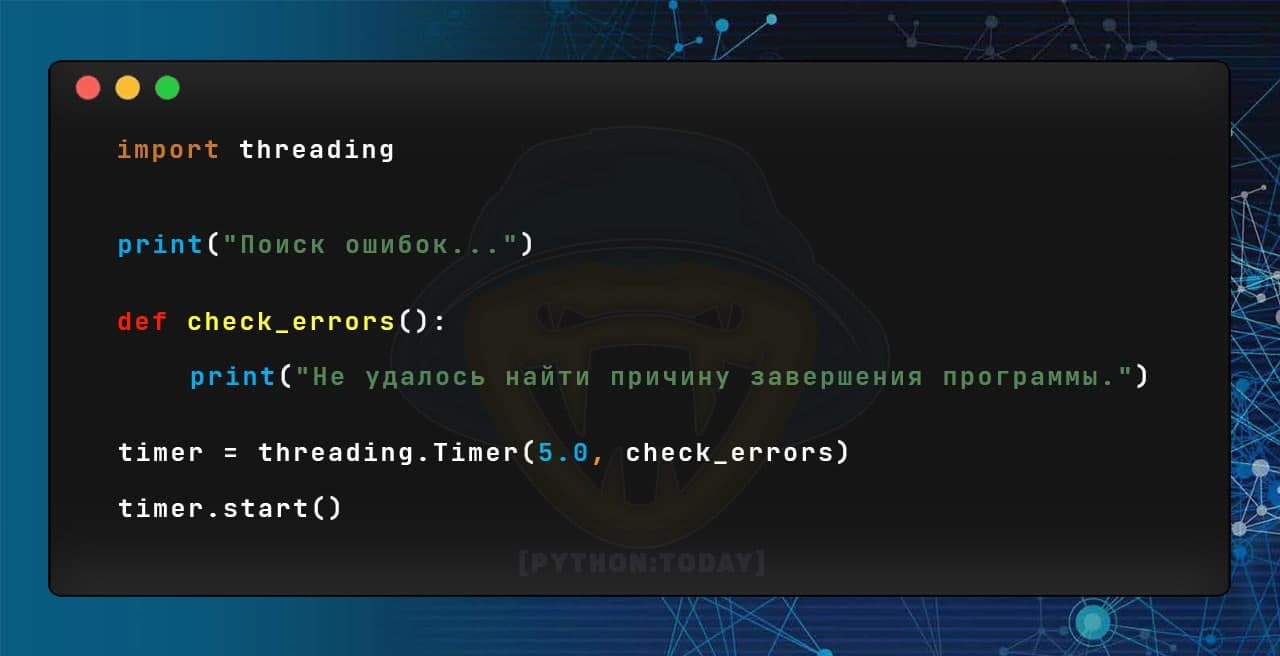 import threading
print("Поиск ошибок...")
def check_errors():
print("Не удалось найти причину завершения программы.")
timer = threading.Timer(5.0, check_errors)
timer.start()
[PYTHON:TODAY]